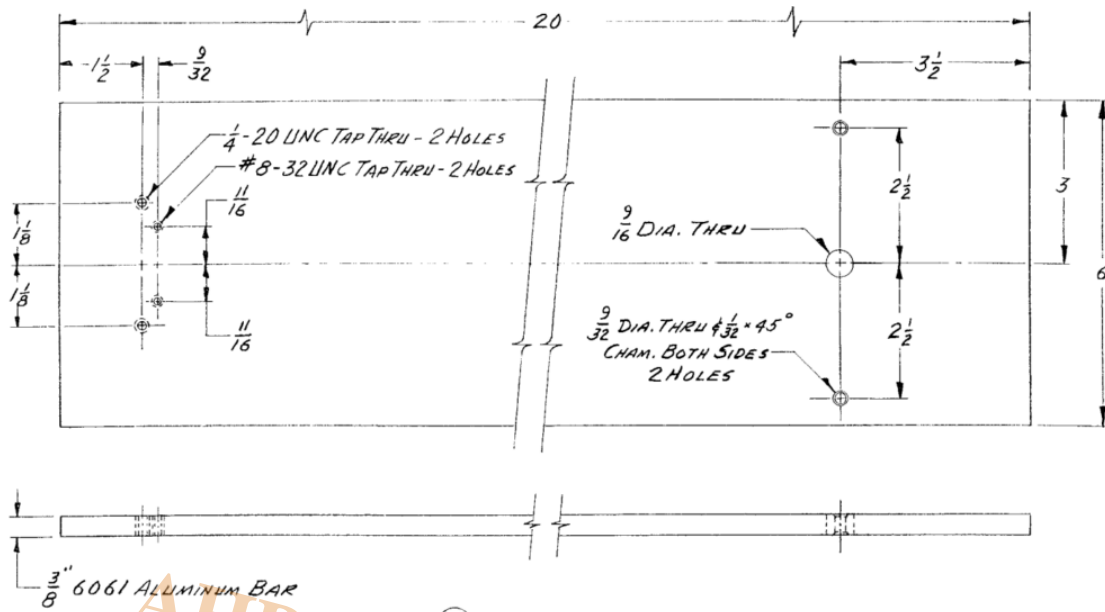 20
1 1/2
9/32
3 1/2
1/4-20 UNC TAP THRU - 2 HOLES
#8-32 UNC TAP THRU - 2 HOLES
11/16
1 1/8
1 1/8
11/16
2 1/2
3
9/16 DIA. THRU
6
9/32 DIA. THRU & 1/32 × 45°
CHAM. BOTH SIDES
2 HOLES
2 1/2
3/8" 6061 ALUMINUM BAR